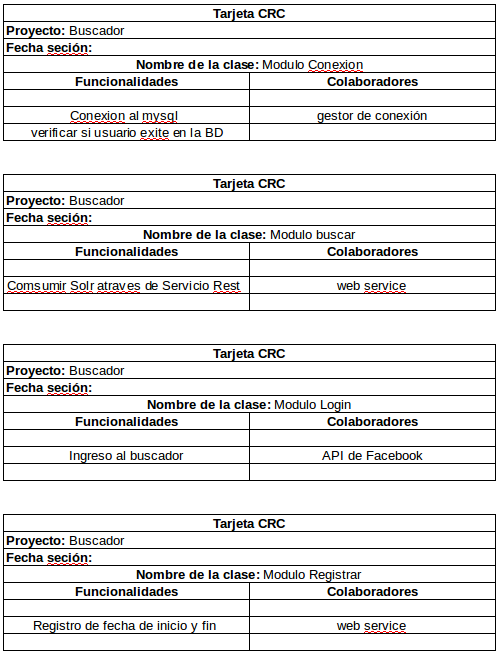 Tarjeta CRC
Proyecto: Buscador
Fecha seción:
Nombre de la clase: Modulo Conexion
Funcionalidades Colaboradores
Conexion al mysql gestor de conexión
verificar si usuario exite en la BD
Tarjeta CRC
Proyecto: Buscador
Fecha seción:
Nombre de la clase: Modulo buscar
Funcionalidades Colaboradores
Comsumir Solr atraves de Servicio Rest web service
Tarjeta CRC
Proyecto: Buscador
Fecha seción:
Nombre de la clase: Modulo Login
Funcionalidades Colaboradores
Ingreso al buscador API de Facebook
Tarjeta CRC
Proyecto: Buscador
Fecha seción:
Nombre de la clase: Modulo Registrar
Funcionalidades Colaboradores
Registro de fecha de inicio y fin web service